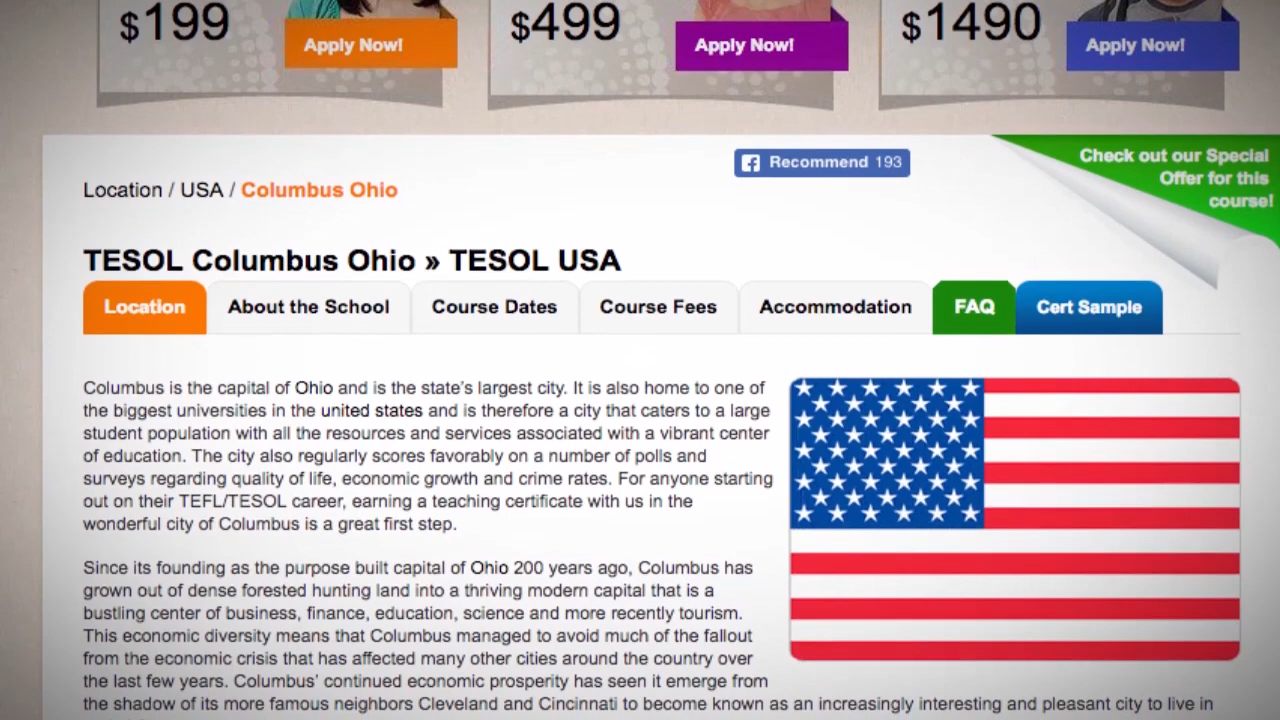 $199
Apply Now!
$499
Apply Now!
$1490
Apply Now!
Recommend 193
Check out our Special
Offer for this
course!
Location / USA / Columbus Ohio
TESOL Columbus Ohio » TESOL USA
Location
About the School
Course Dates
Course Fees
Accommodation
FAQ
Cert Sample
Columbus is the capital of Ohio and is the state's largest city. It is also home to one of
the biggest universities in the united states and is therefore a city that caters to a large
student population with all the resources and services associated with a vibrant center
of education. The city also regularly scores favorably on a number of polls and
surveys regarding quality of life, economic growth and crime rates. For anyone starting
out on their TEFL/TESOL career, earning a teaching certificate with us in the
wonderful city of Columbus is a great first step.
Since its founding as the purpose built capital of Ohio 200 years ago, Columbus has
grown out of dense forested hunting land into a thriving modern capital that is a
bustling center of business, finance, education, science and more recently tourism.
This economic diversity means that Columbus managed to avoid much of the fallout
from the economic crisis that has affected many other cities around the country over
the last few years. Columbus' continued economic prosperity has seen it emerge from
the shadow of its more famous neighbors Cleveland and Cincinnati to become known as an increasingly interesting and pleasant city to live in